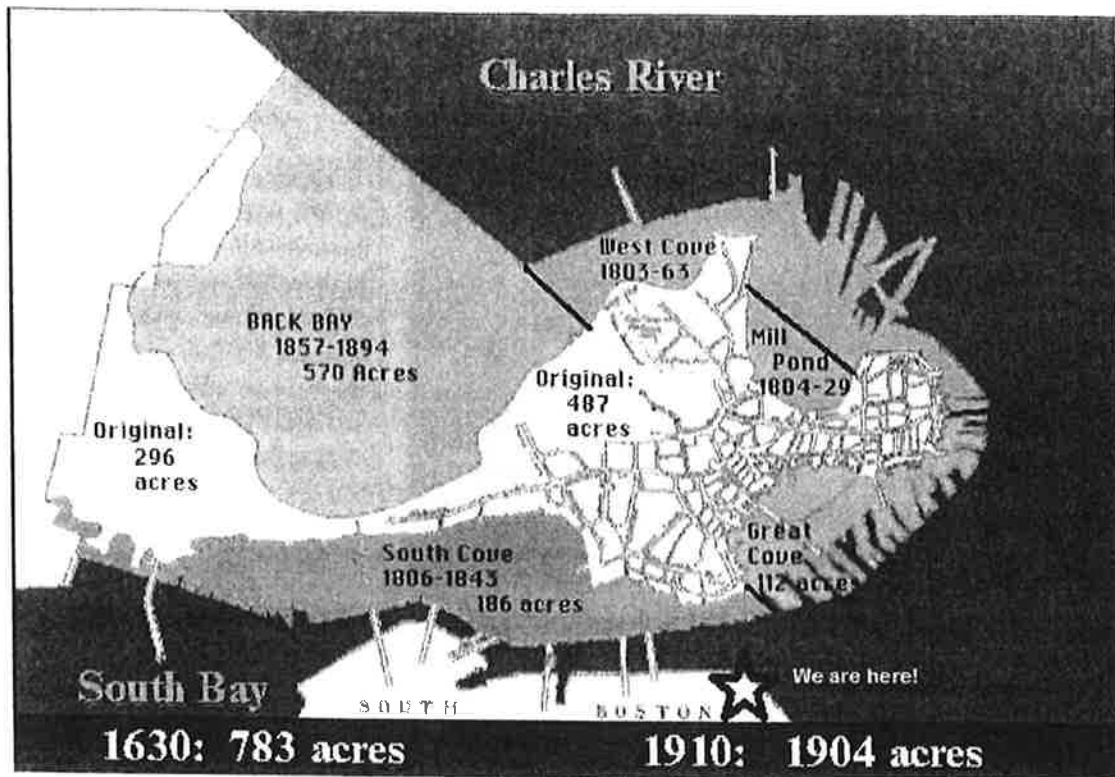 Charles River
West Cove
1803-63
BACK BAY
1857-1894
570 Acres
Mill
Pond
1804-29
Original:
487
acres
Original:
296
acres
Great
Cove
112 acres
South Cove
1806-1843
186 acres
We are here!
South Bay
SOUTH
BOSTON
1630: 783 acres
1910: 1904 acres